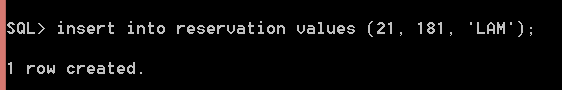 SQL> insert into reservation values (21, 181, 'LAM');
1 row created.